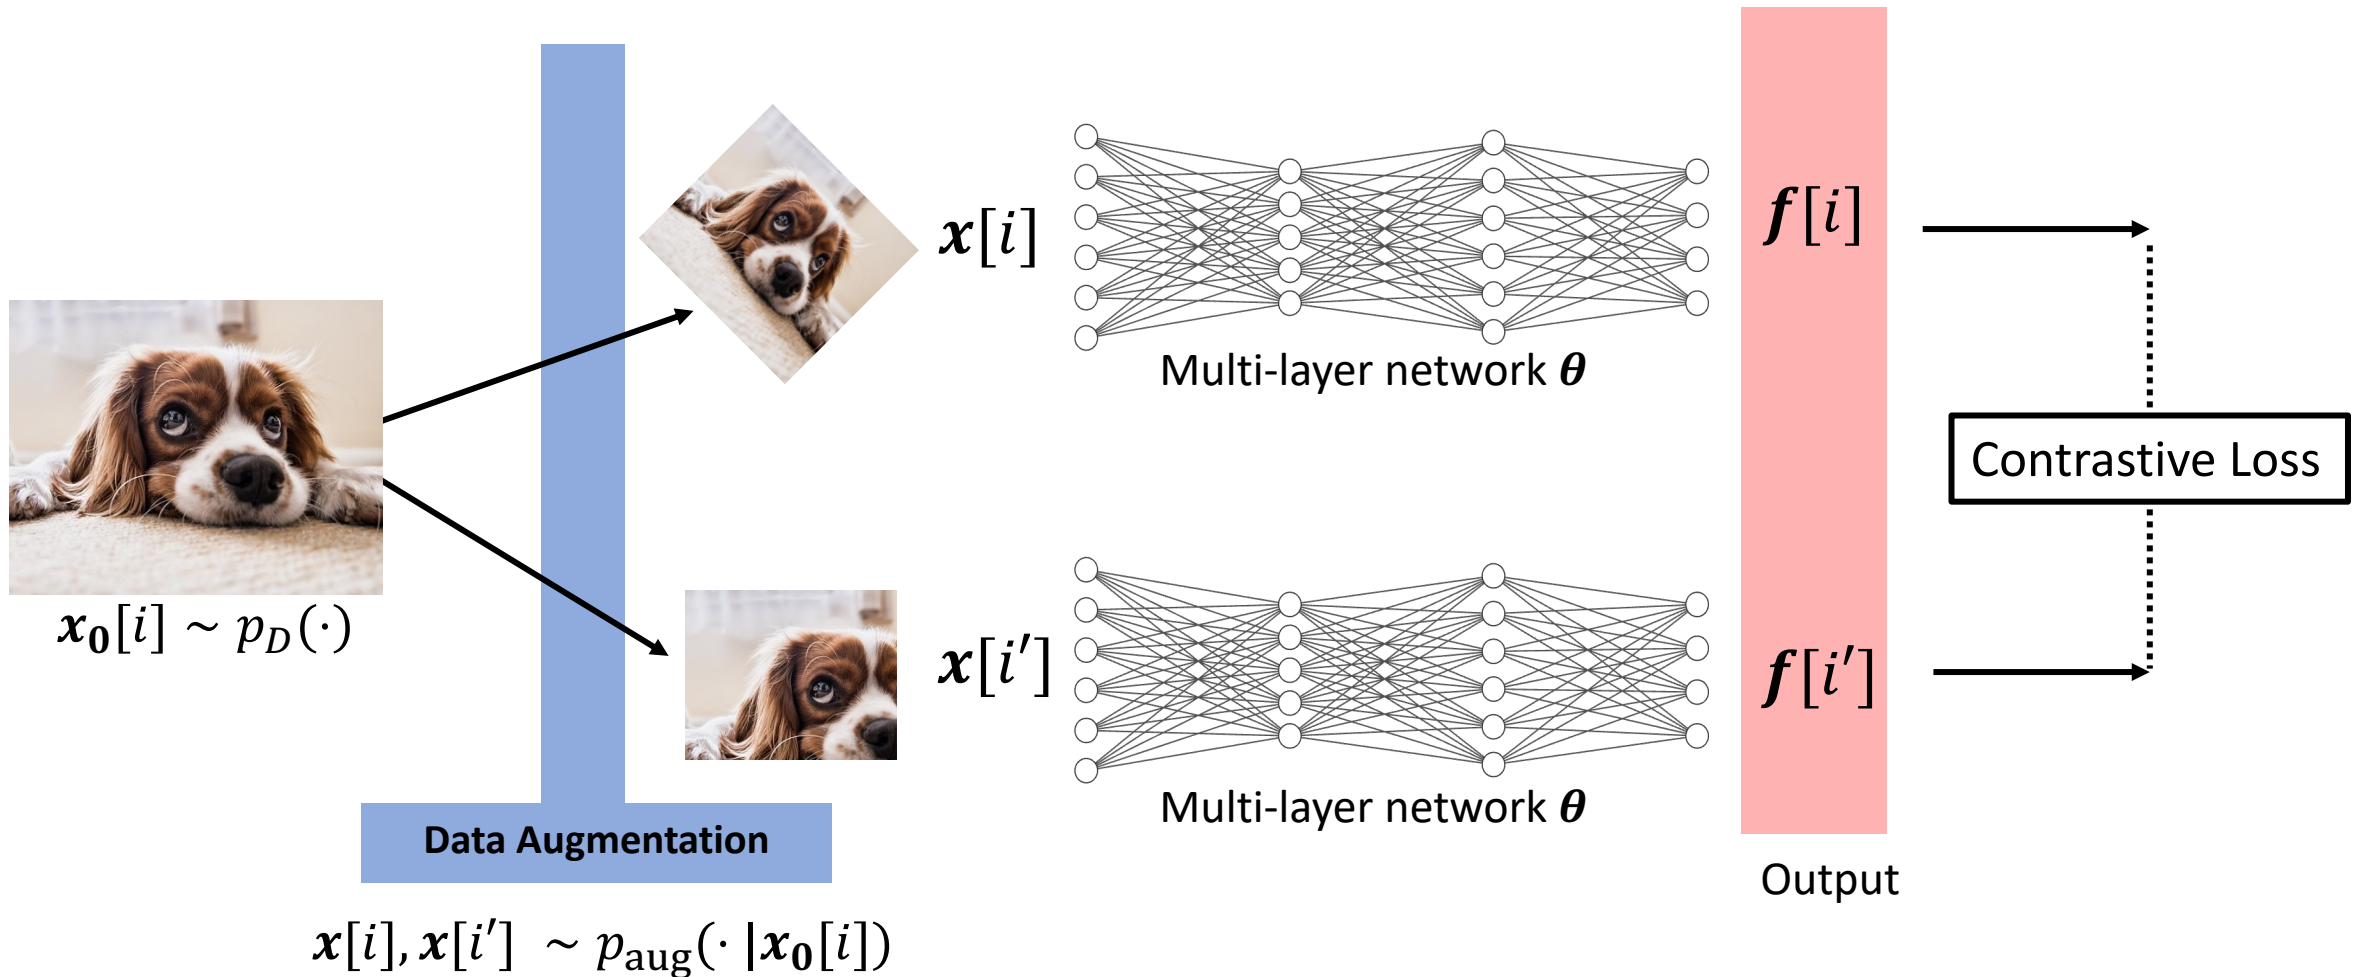 x[i]
f[i]
Multi-layer network θ
Contrastive Loss
x₀[i] ~ p_D(·)
x[i′]
f[i′]
Multi-layer network θ
Data Augmentation
Output
x[i], x[i′] ~ p_aug(· |x₀[i])